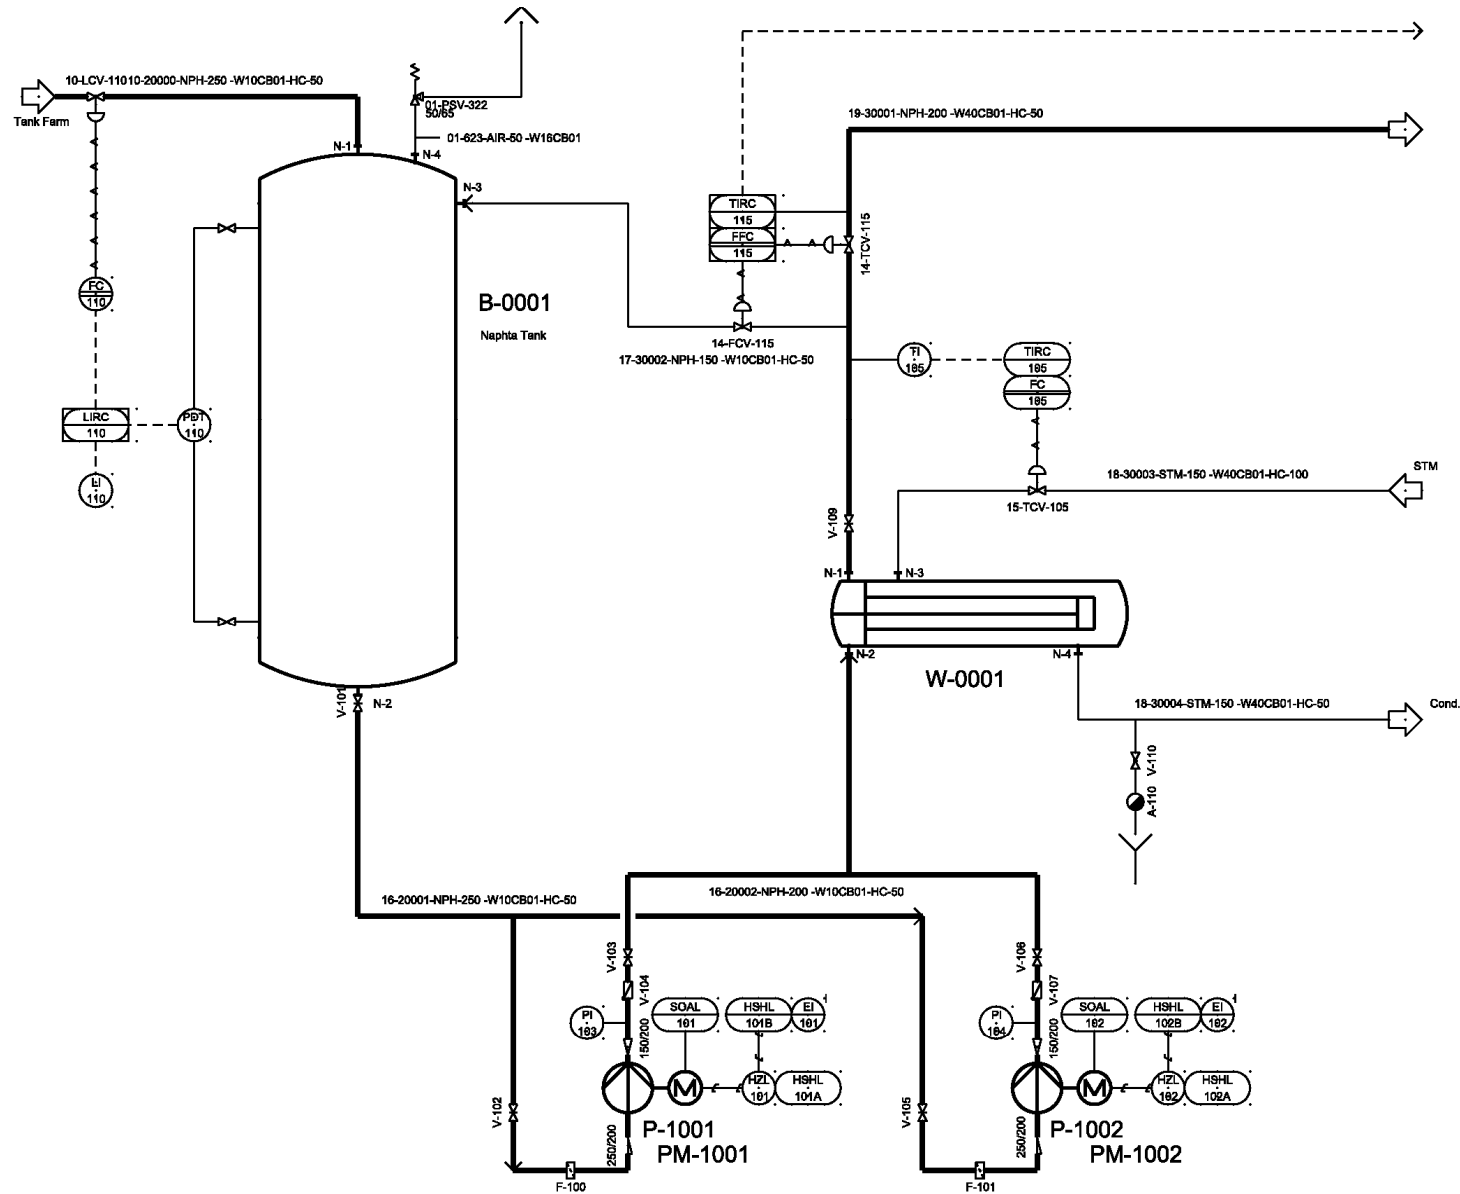 10-LCV-11010-20000-NPH-250 -W10CB01-HC-50
Tank Farm
01-PSV-322
50/65
01-623-AIR-50 -W16CB01
N-1
N-4
N-3
19-30001-NPH-200 -W40CB01-HC-50
TIRC
115
FFC
115
14-TCV-115
FC
110
B-0001
Naphta Tank
14-FCV-115
17-30002-NPH-150 -W10CB01-HC-50
TI
105
TIRC
105
FC
105
LIRC
110
PDT
110
LI
110
18-30003-STM-150 -W40CB01-HC-100
STM
15-TCV-105
V-109
N-1
N-3
N-2
N-4
W-0001
V-101
N-2
18-30004-STM-150 -W40CB01-HC-50
Cond.
V-110
A-110
16-20001-NPH-250 -W10CB01-HC-50
16-20002-NPH-200 -W10CB01-HC-50
V-103
V-104
PI
103
150/200
SOAL
101
HSHL
101B
EI
101
M
HZL
101
HSHL
101A
V-102
250/200
P-1001
PM-1001
F-100
V-106
V-107
PI
104
150/200
SOAL
102
HSHL
102B
EI
102
M
HZL
102
HSHL
102A
V-105
250/200
P-1002
PM-1002
F-101